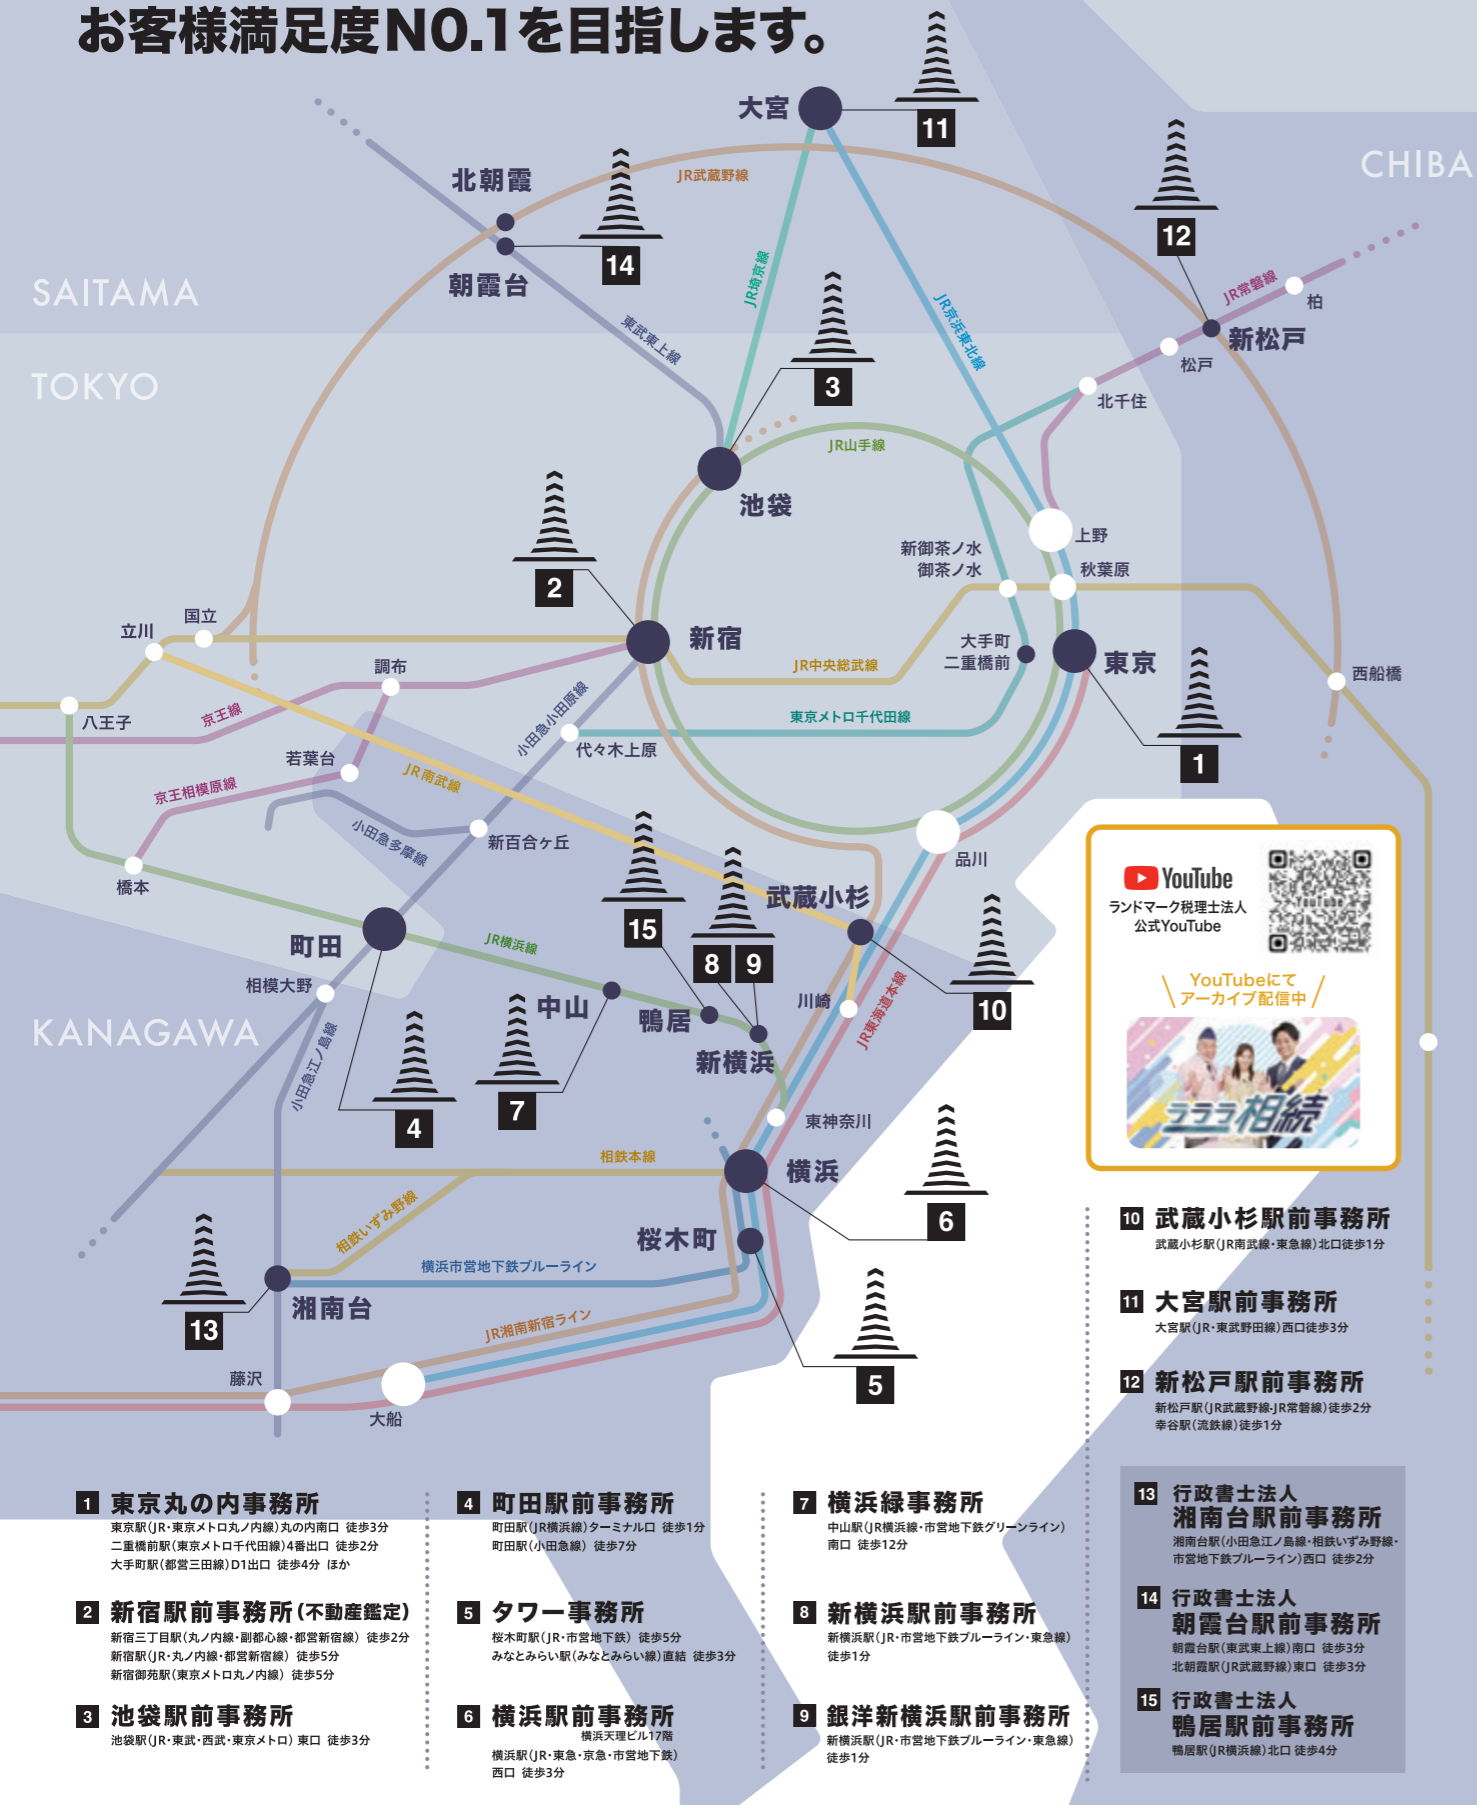 お客様満足度NO.1を目指します。
大宮
11
北朝霞
JR武蔵野線
14
朝霞台
12
CHIBA
SAITAMA
JR埼京線
JR京浜東北線
JR常磐線
柏
新松戸
松戸
東武東上線
3
TOKYO
北千住
JR山手線
池袋
上野
新御茶ノ水
御茶ノ水
秋葉原
2
国立
立川
新宿
大手町
二重橋前
東京
JR中央総武線
西船橋
調布
八王子
京王線
小田急小田原線
東京メトロ千代田線
代々木上原
1
若葉台
JR南武線
京王相模原線
小田急多摩線
新百合ヶ丘
品川
橋本
武蔵小杉
15
8
9
町田
JR横浜線
相模大野
中山
鴨居
川崎
10
JR東海道本線
KANAGAWA
新横浜
小田急江ノ島線
4
7
東神奈川
相鉄本線
横浜
6
相鉄いずみ野線
桜木町
横浜市営地下鉄ブルーライン
湘南台
13
JR湘南新宿ライン
5
藤沢
大船
YouTube
ランドマーク税理士法人
公式YouTube
YouTube
YouTubeにて
アーカイブ配信中
ラララ相続
1 東京丸の内事務所
東京駅(JR・東京メトロ丸ノ内線)丸の内南口 徒歩3分
二重橋前駅(東京メトロ千代田線)4番出口 徒歩2分
大手町駅(都営三田線)D1出口 徒歩4分 ほか
2 新宿駅前事務所(不動産鑑定)
新宿三丁目駅(丸ノ内線・副都心線・都営新宿線) 徒歩2分
新宿駅(JR・丸ノ内線・都営新宿線) 徒歩5分
新宿御苑駅(東京メトロ丸ノ内線) 徒歩5分
3 池袋駅前事務所
池袋駅(JR・東武・西武・東京メトロ) 東口 徒歩3分
4 町田駅前事務所
町田駅(JR横浜線)ターミナル口 徒歩1分
町田駅(小田急線) 徒歩7分
5 タワー事務所
桜木町駅(JR・市営地下鉄) 徒歩5分
みなとみらい駅(みなとみらい線)直結 徒歩3分
6 横浜駅前事務所
横浜天理ビル17階
横浜駅(JR・東急・京急・市営地下鉄)
西口 徒歩3分
7 横浜緑事務所
中山駅(JR横浜線・市営地下鉄グリーンライン)
南口 徒歩12分
8 新横浜駅前事務所
新横浜駅(JR・市営地下鉄ブルーライン・東急線)
徒歩1分
9 銀洋新横浜駅前事務所
新横浜駅(JR・市営地下鉄ブルーライン・東急線)
徒歩1分
10 武蔵小杉駅前事務所
武蔵小杉駅(JR南武線・東急線)北口徒歩1分
11 大宮駅前事務所
大宮駅(JR・東武野田線)西口徒歩3分
12 新松戸駅前事務所
新松戸駅(JR武蔵野線・JR常磐線)徒歩2分
幸谷駅(流鉄線)徒歩1分
13 行政書士法人
湘南台駅前事務所
湘南台駅(小田急江ノ島線・相鉄いずみ野線・
市営地下鉄ブルーライン)西口 徒歩2分
14 行政書士法人
朝霞台駅前事務所
朝霞台駅(東武東上線)南口 徒歩3分
北朝霞駅(JR武蔵野線)東口 徒歩3分
15 行政書士法人
鴨居駅前事務所
鴨居駅(JR横浜線)北口 徒歩4分